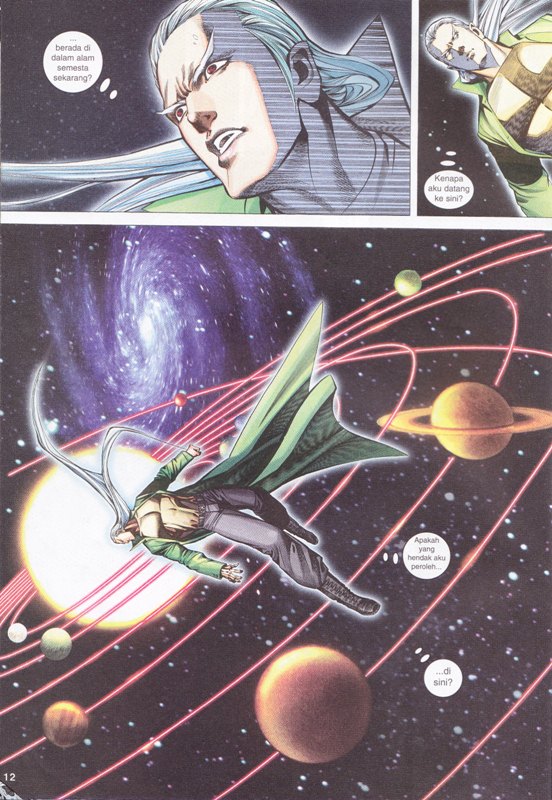 ...
berada di
dalam alam
semesta
sekarang?
Kenapa
aku datang
ke sini?
Apakah
yang
hendak aku
peroleh...
...di
sini?
12